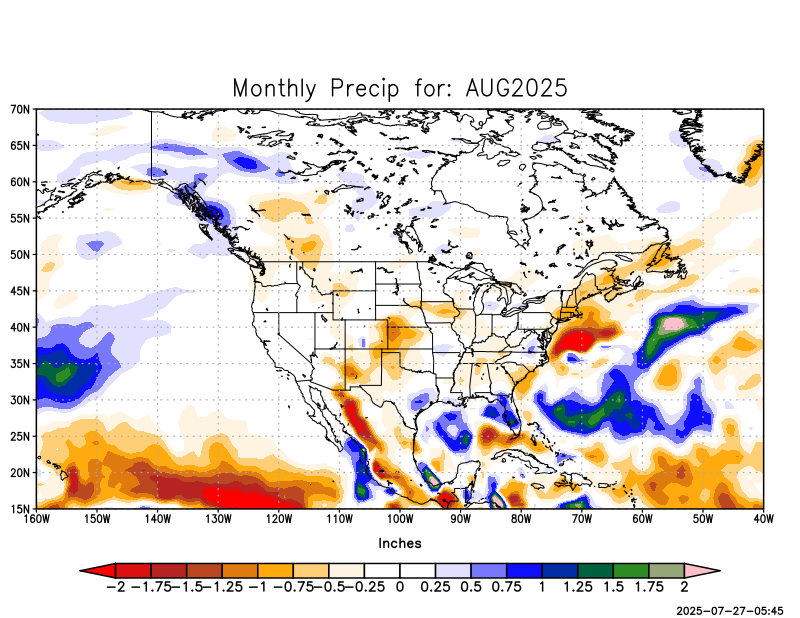 Monthly Precip for: AUG2025
70N
65N
60N
55N
50N
45N
40N
35N
30N
25N
20N
15N
160W 150W 140W 130W 120W 110W 100W 90W 80W 70W 60W 50W 40W
Inches
-2 -1.75 -1.5 -1.25 -1 -0.75 -0.5 -0.25 0 0.25 0.5 0.75 1 1.25 1.5 1.75 2
2025-07-27-05:45